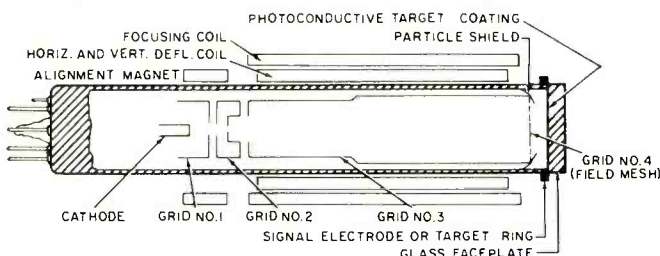 PHOTOCONDUCTIVE TARGET COATING
FOCUSING COIL
PARTICLE SHIELD
HORIZ. AND VERT. DEFL. COIL
ALIGNMENT MAGNET
GRID NO.4
(FIELD MESH)
CATHODE
GRID NO.1
GRID NO.2
GRID NO.3
SIGNAL ELECTRODE OR TARGET RING
GLASS FACEPLATE